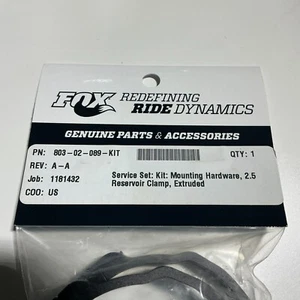 FOX REDEFINING
RIDE DYNAMICS
GENUINE PARTS & ACCESSORIES
PN: 803-02-089-KIT QTY: 1
REV: A-A
Service Set: Kit: Mounting Hardware, 2.5
Job: 1181432 Reservoir Clamp, Extruded
COO: US